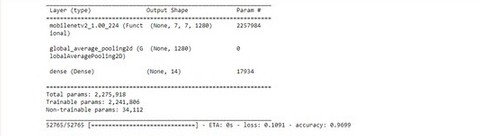 Layer (type) Output Shape Param #
mobilenetv2_1.00_224 (Funct (None, 7, 7, 1280) 2257984
ional)
global_average_pooling2d (G (None, 1280) 0
lobalAveragePooling2D)
dense (Dense) (None, 14) 17934
Total params: 2,275,918
Trainable params: 2,241,806
Non-trainable params: 34,112
52765/52765 [==============================] - ETA: 0s - loss: 0.1091 - accuracy: 0.9699